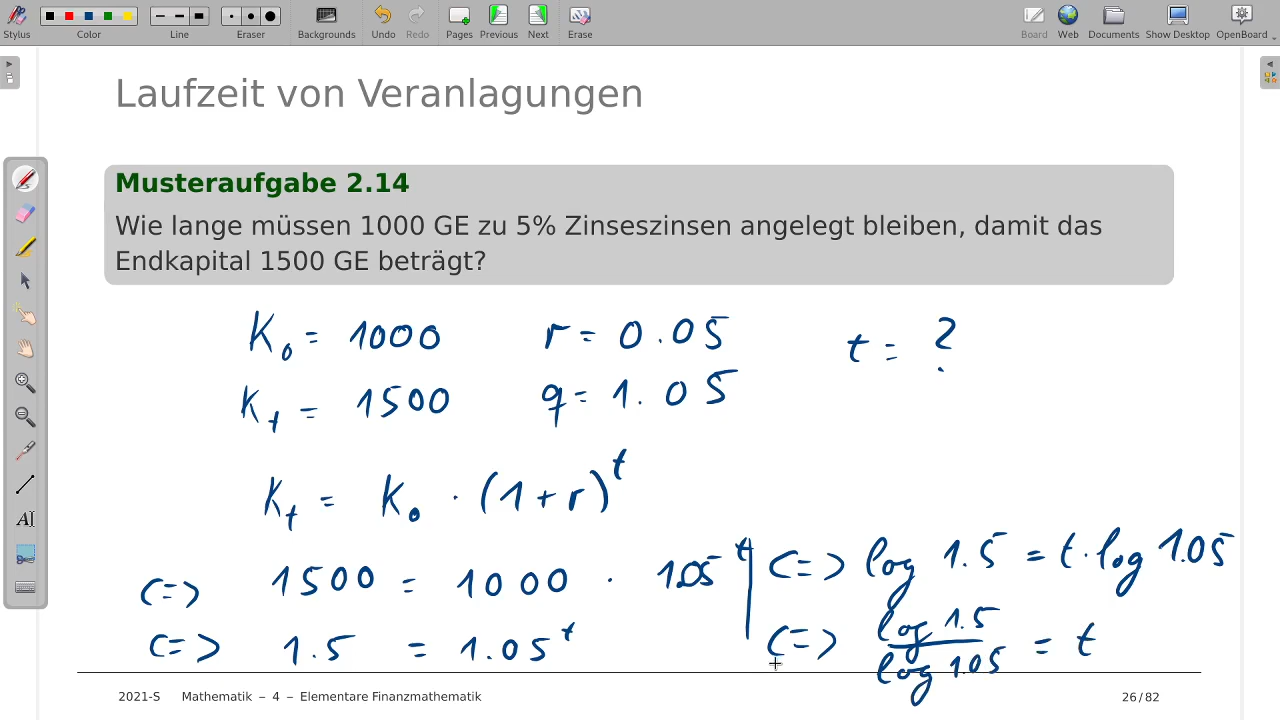 Stylus Color Line Eraser Backgrounds Undo Redo Pages Previous Next Erase Board Web Documents Show Desktop OpenBoard
Laufzeit von Veranlagungen
Musteraufgabe 2.14
Wie lange müssen 1000 GE zu 5% Zinseszinsen angelegt bleiben, damit das
Endkapital 1500 GE beträgt?
K₀ = 1000 r = 0.05 t = ?
Kₜ = 1500 q = 1.05
Kₜ = K₀ · (1+r)ᵗ
<=> 1500 = 1000 · 1.05ᵗ
<=> 1.5 = 1.05ᵗ
<=> log 1.5 = t · log 1.05
<=> log 1.5 / log 1.05 = t
2021-S Mathematik – 4 – Elementare Finanzmathematik 26/82